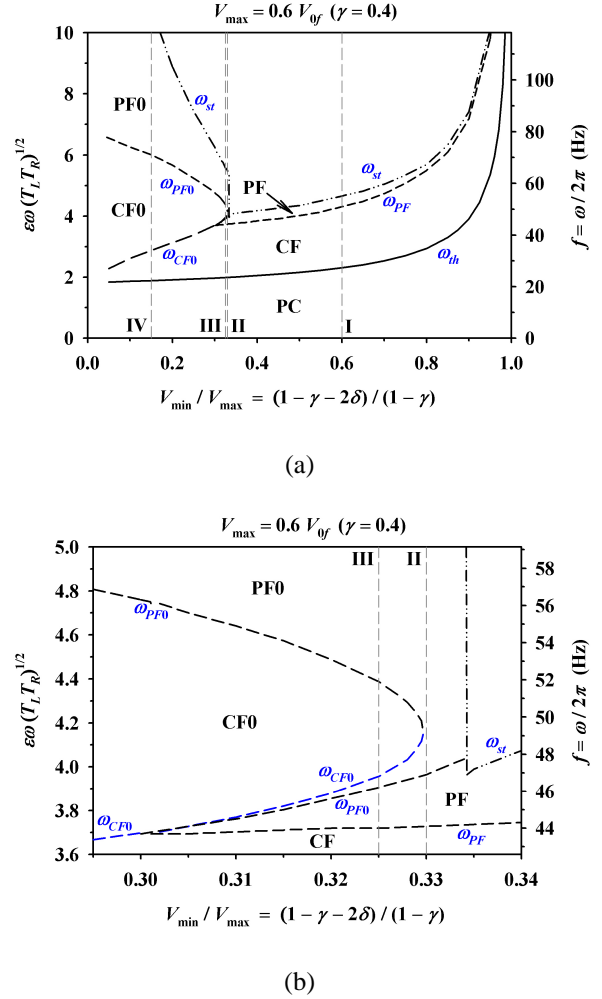 V_max = 0.6 V_0f (γ = 0.4)
10
8
6
4
2
0
εω (T_L T_R)^1/2
100
80
60
40
20
0
f = ω / 2π (Hz)
PF0
ω_st
ω_PF0
PF
ω_st
CF0
ω_PF
CF
ω_CF0
ω_th
PC
IV III II I
0.0 0.2 0.4 0.6 0.8 1.0
V_min / V_max = (1 − γ − 2δ) / (1 − γ)
(a)
V_max = 0.6 V_0f (γ = 0.4)
5.0
4.8
4.6
4.4
4.2
4.0
3.8
3.6
εω (T_L T_R)^1/2
58
56
54
52
50
48
46
44
f = ω / 2π (Hz)
III II
PF0
ω_PF0
CF0
ω_st
ω_CF0
ω_PF0
PF
ω_CF0
ω_PF
CF
0.30 0.31 0.32 0.33 0.34
V_min / V_max = (1 − γ − 2δ) / (1 − γ)
(b)